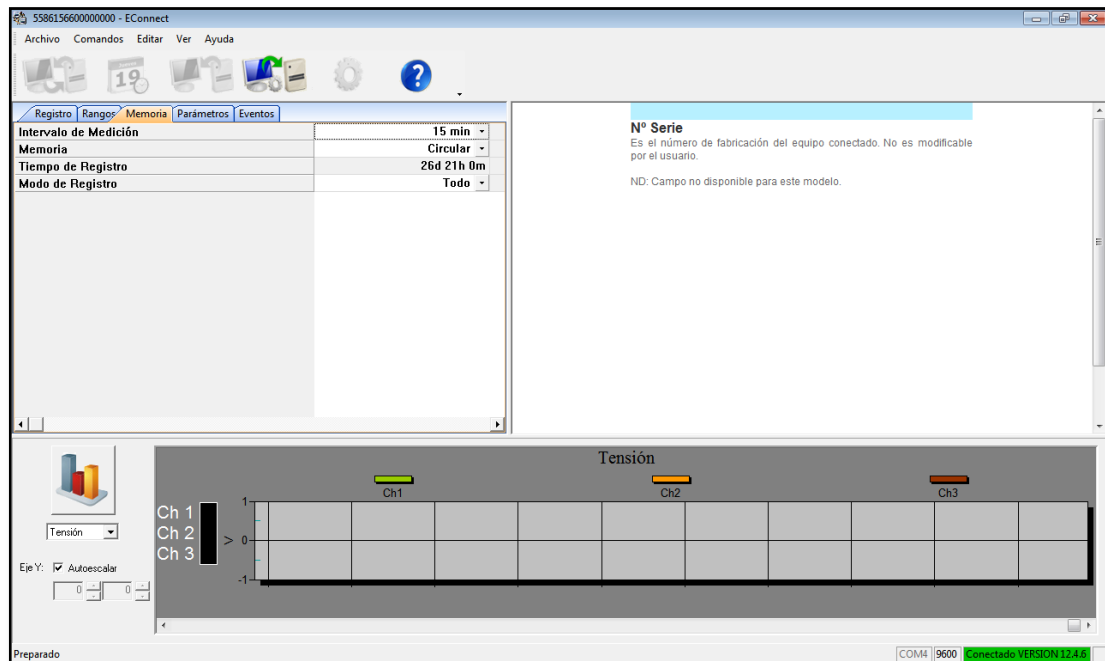 5586156600000000 - EConnect
Archivo Comandos Editar Ver Ayuda
19
?
Registro Rangos Memoria Parámetros Eventos
Intervalo de Medición 15 min
Memoria Circular
Tiempo de Registro 26d 21h 0m
Modo de Registro Todo
Nº Serie
Es el número de fabricación del equipo conectado. No es modificable
por el usuario.
ND: Campo no disponible para este modelo.
Tensión
Ch1 Ch2 Ch3
Ch 1
Ch 2
Ch 3
V
1
0
-1
Tensión
Eje Y: Autoescalar
0 0
Preparado
COM4 9600 Conectado VERSION 12.4.6